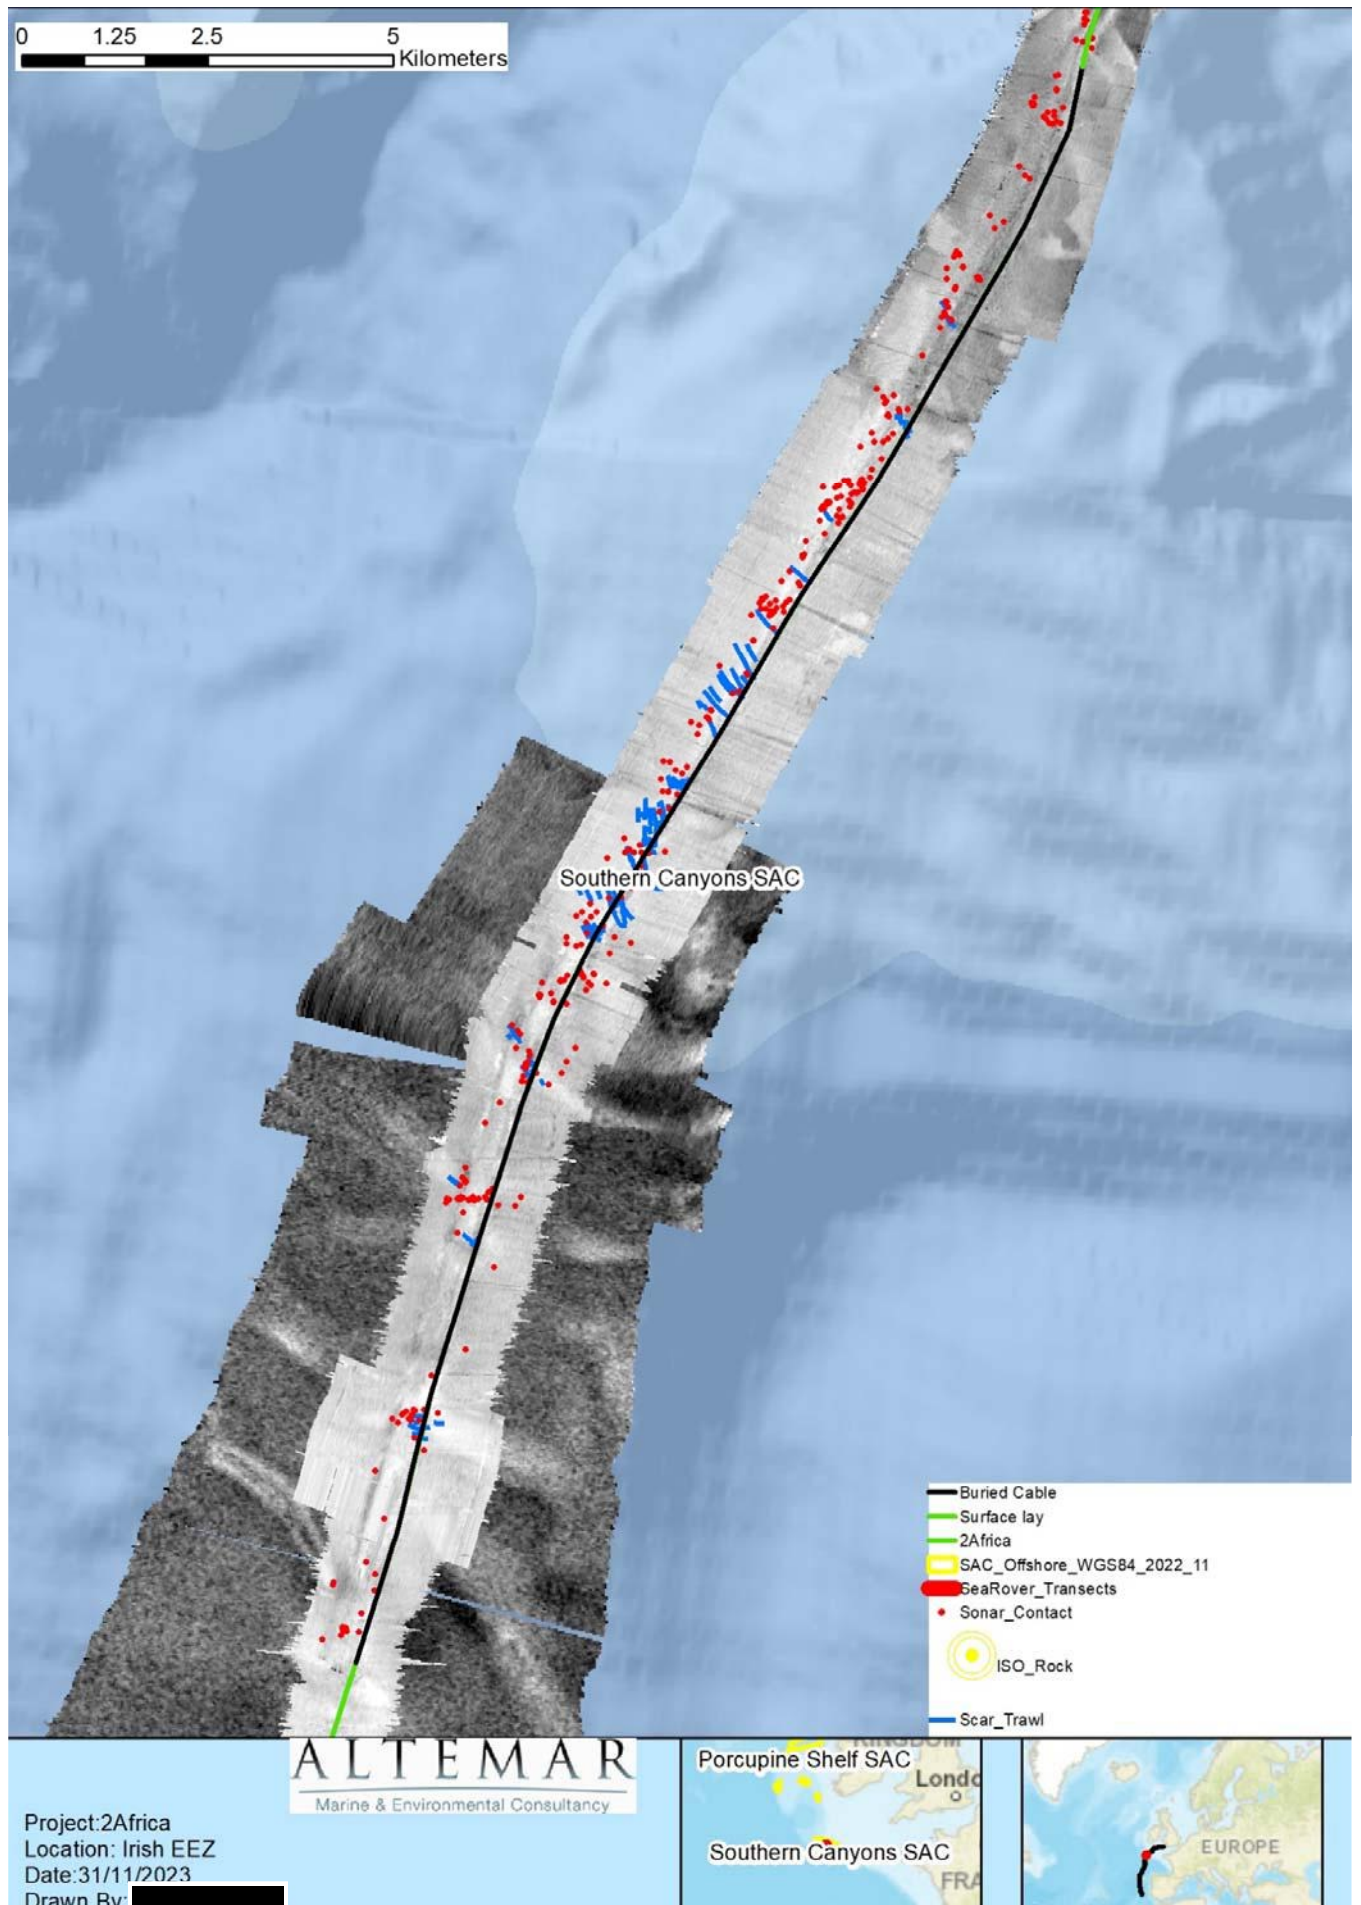 0 1.25 2.5 5
Kilometers
Southern Canyons SAC
Buried Cable
Surface lay
2Africa
SAC_Offshore_WGS84_2022_11
SeaRover_Transects
Sonar_Contact
ISO_Rock
Scar_Trawl
ALTEMAR
Marine & Environmental Consultancy
Project:2Africa
Location: Irish EEZ
Date:31/11/2023
Drawn By:
KINGDOM
Porcupine Shelf SAC
Londo
Southern Canyons SAC
FRA
EUROPE